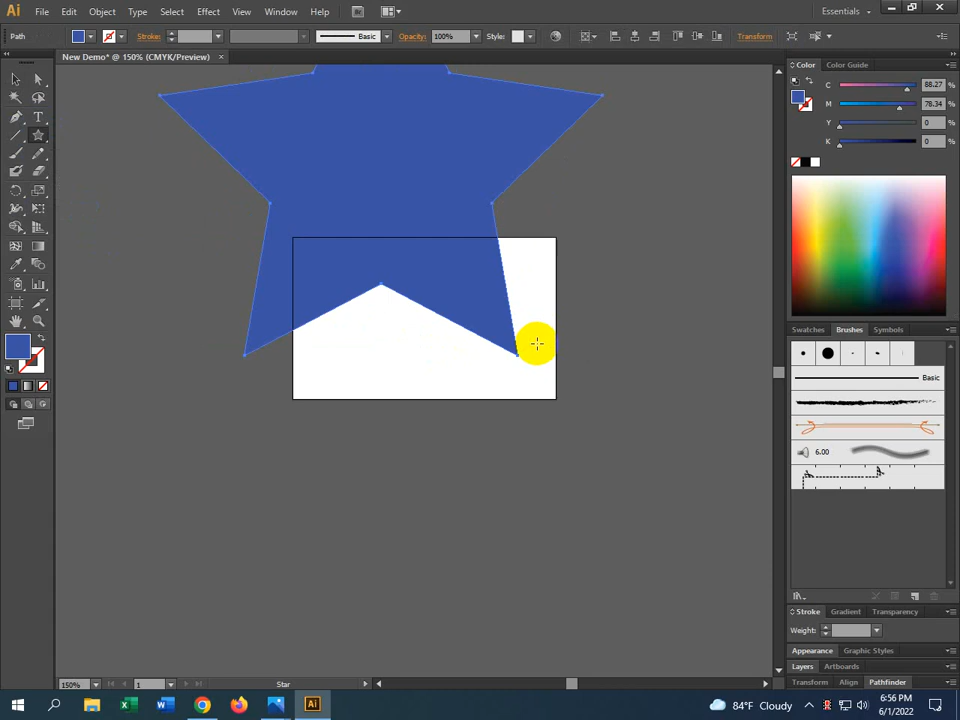 Ai File Edit Object Type Select Effect View Window Help Br Essentials
Path Stroke: Basic Opacity: 100% Style: Transform
New Demo* @ 150% (CMYK/Preview) ×
Color Color Guide
C 88.27 %
M 78.34 %
Y 0 %
K 0 %
Swatches Brushes Symbols
Basic
6.00
Stroke Gradient Transparency
Weight:
Appearance Graphic Styles
Layers Artboards
Transform Align Pathfinder
150% 1 Star
84°F Cloudy
6:56 PM
6/1/2022